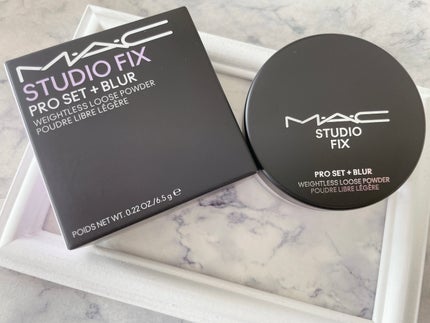 M·A·C
STUDIO FIX
PRO SET + BLUR
WEIGHTLESS LOOSE POWDER
POUDRE LIBRE LÉGÈRE
POIDS NET WT. 0.22 OZ./6.5 g ℮
M·A·C
STUDIO
FIX
PRO SET + BLUR
WEIGHTLESS LOOSE POWDER
POUDRE LIBRE LÉGÈRE